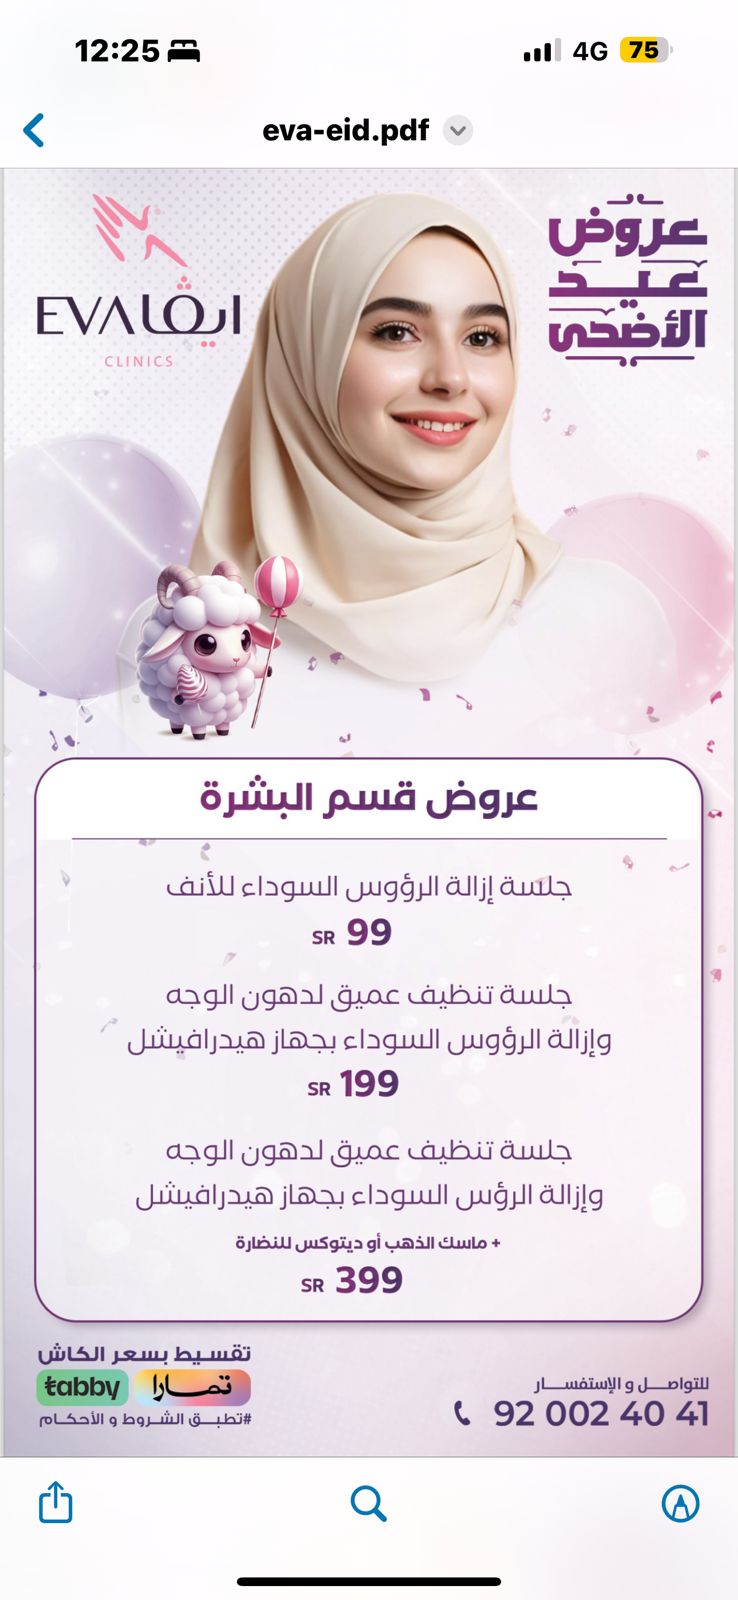 12:25
4G 75
eva-eid.pdf
EVA ايڤا
CLINICS
عروض
عيد
الأضحى
عروض قسم البشرة
جلسة إزالة الرؤوس السوداء للأنف
SR 99
جلسة تنظيف عميق لدهون الوجه
وإزالة الرؤوس السوداء بجهاز هيدرافيشل
SR 199
جلسة تنظيف عميق لدهون الوجه
وإزالة الرؤس السوداء بجهاز هيدرافيشل
+ ماسك الذهب أو ديتوكس للنضارة
SR 399
تقسيط بسعر الكاش
tabby تمارا
#تطبق الشروط و الأحكام
للتواصل و الإستفسار
92 002 40 41